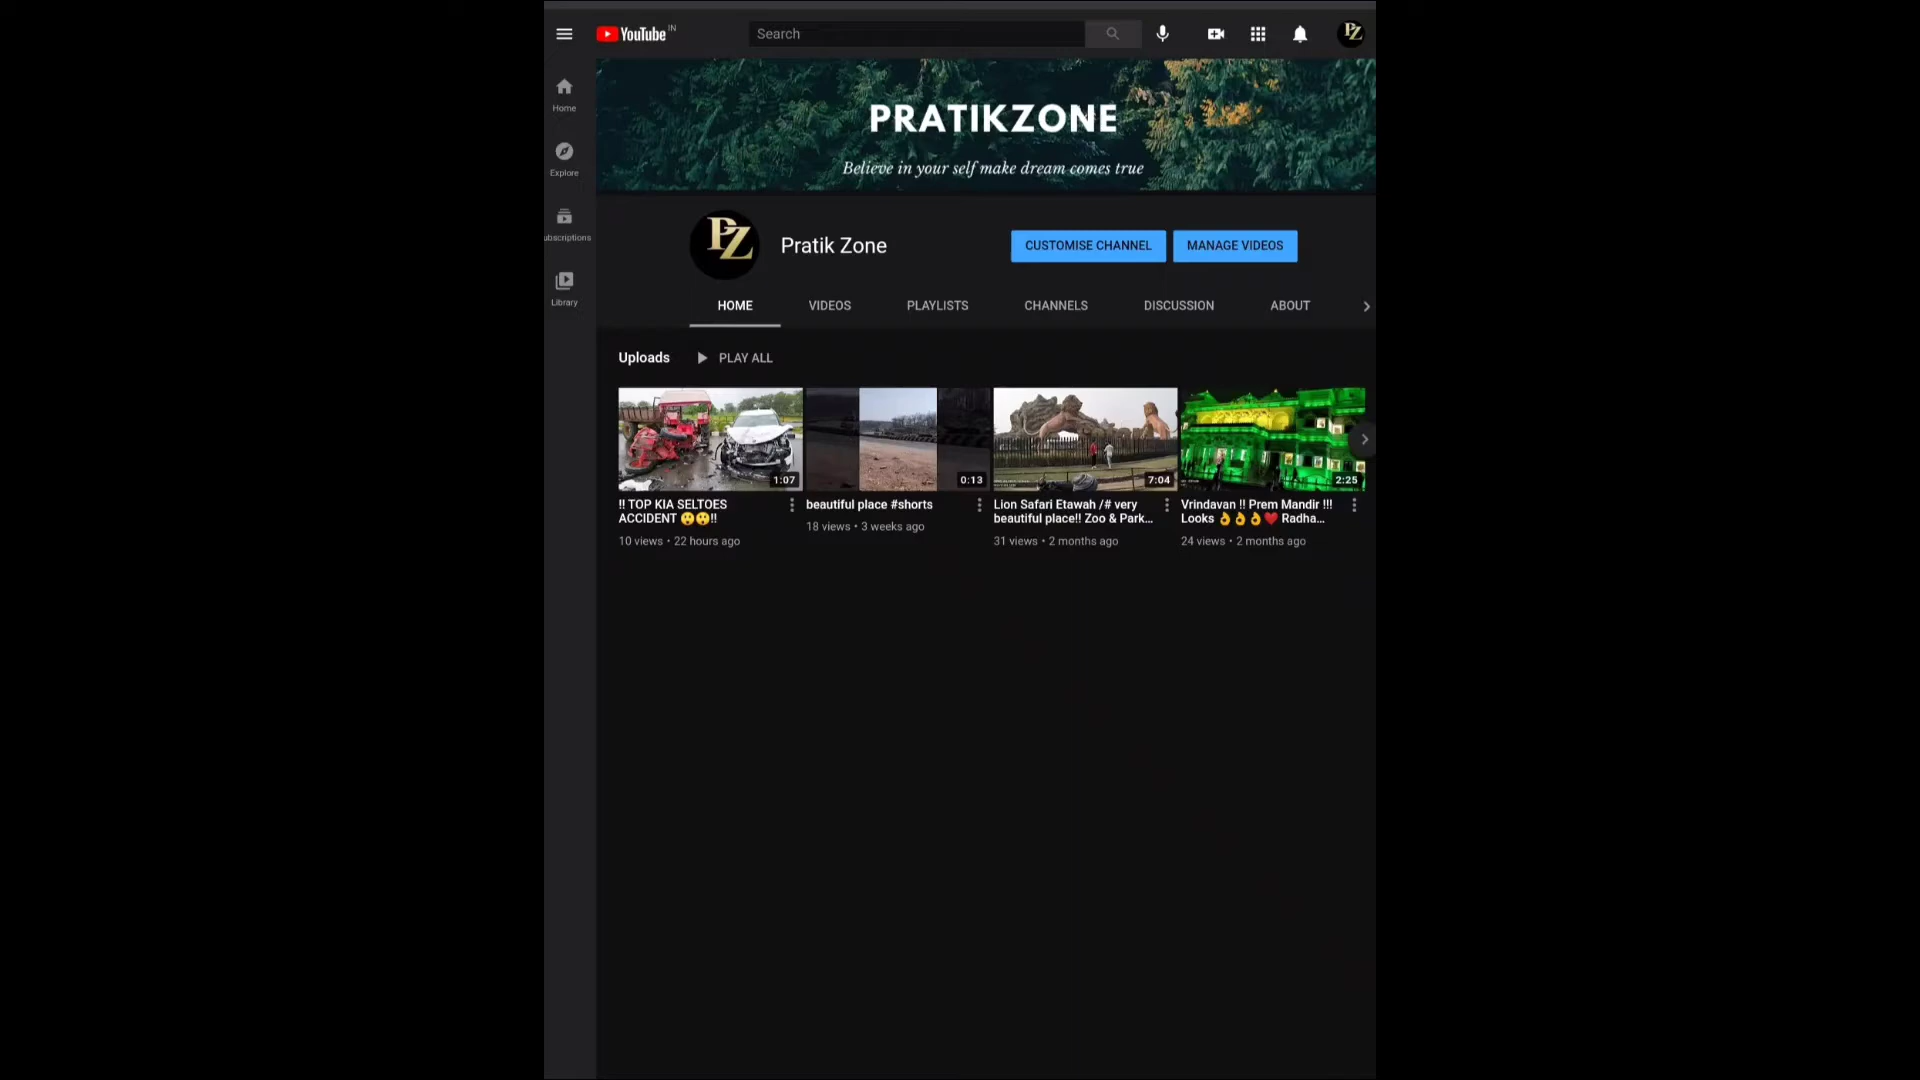 YouTube IN
Search
PZ
Home
Explore
ubscriptions
Library
PRATIKZONE
Believe in your self make dream comes true
PZ
Pratik Zone
CUSTOMISE CHANNEL
MANAGE VIDEOS
HOME
VIDEOS
PLAYLISTS
CHANNELS
DISCUSSION
ABOUT
Uploads
PLAY ALL
1:07
0:13
7:04
2:25
!! TOP KIA SELTOES
ACCIDENT 😲😲!!
10 views • 22 hours ago
beautiful place #shorts
18 views • 3 weeks ago
Lion Safari Etawah /# very
beautiful place!! Zoo & Park...
31 views • 2 months ago
Vrindavan !! Prem Mandir !!!
Looks 👌👌👌❤️ Radha...
24 views • 2 months ago